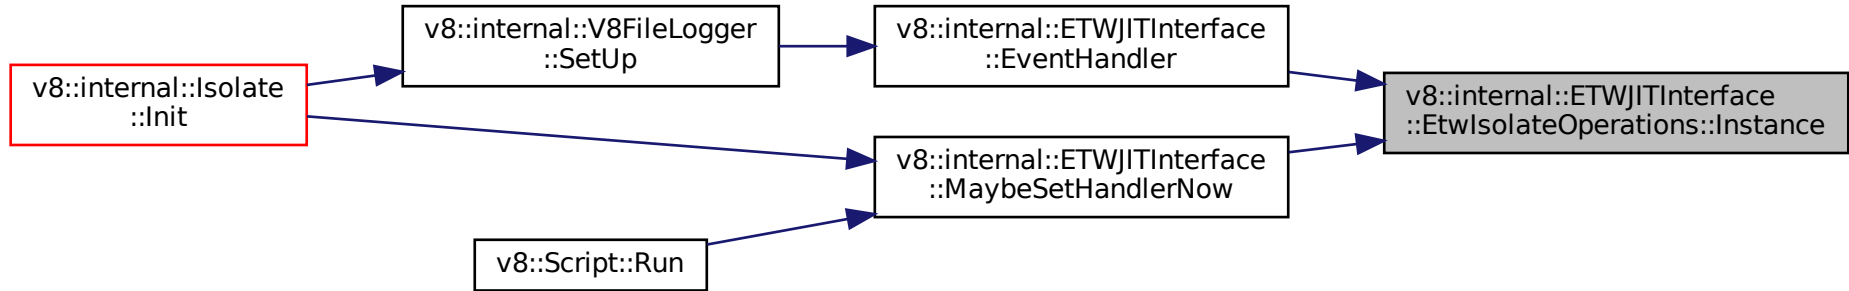 v8::internal::V8FileLogger
::SetUp
v8::internal::ETWJITInterface
::EventHandler
v8::internal::Isolate
::Init
v8::internal::ETWJITInterface
::EtwIsolateOperations::Instance
v8::internal::ETWJITInterface
::MaybeSetHandlerNow
v8::Script::Run